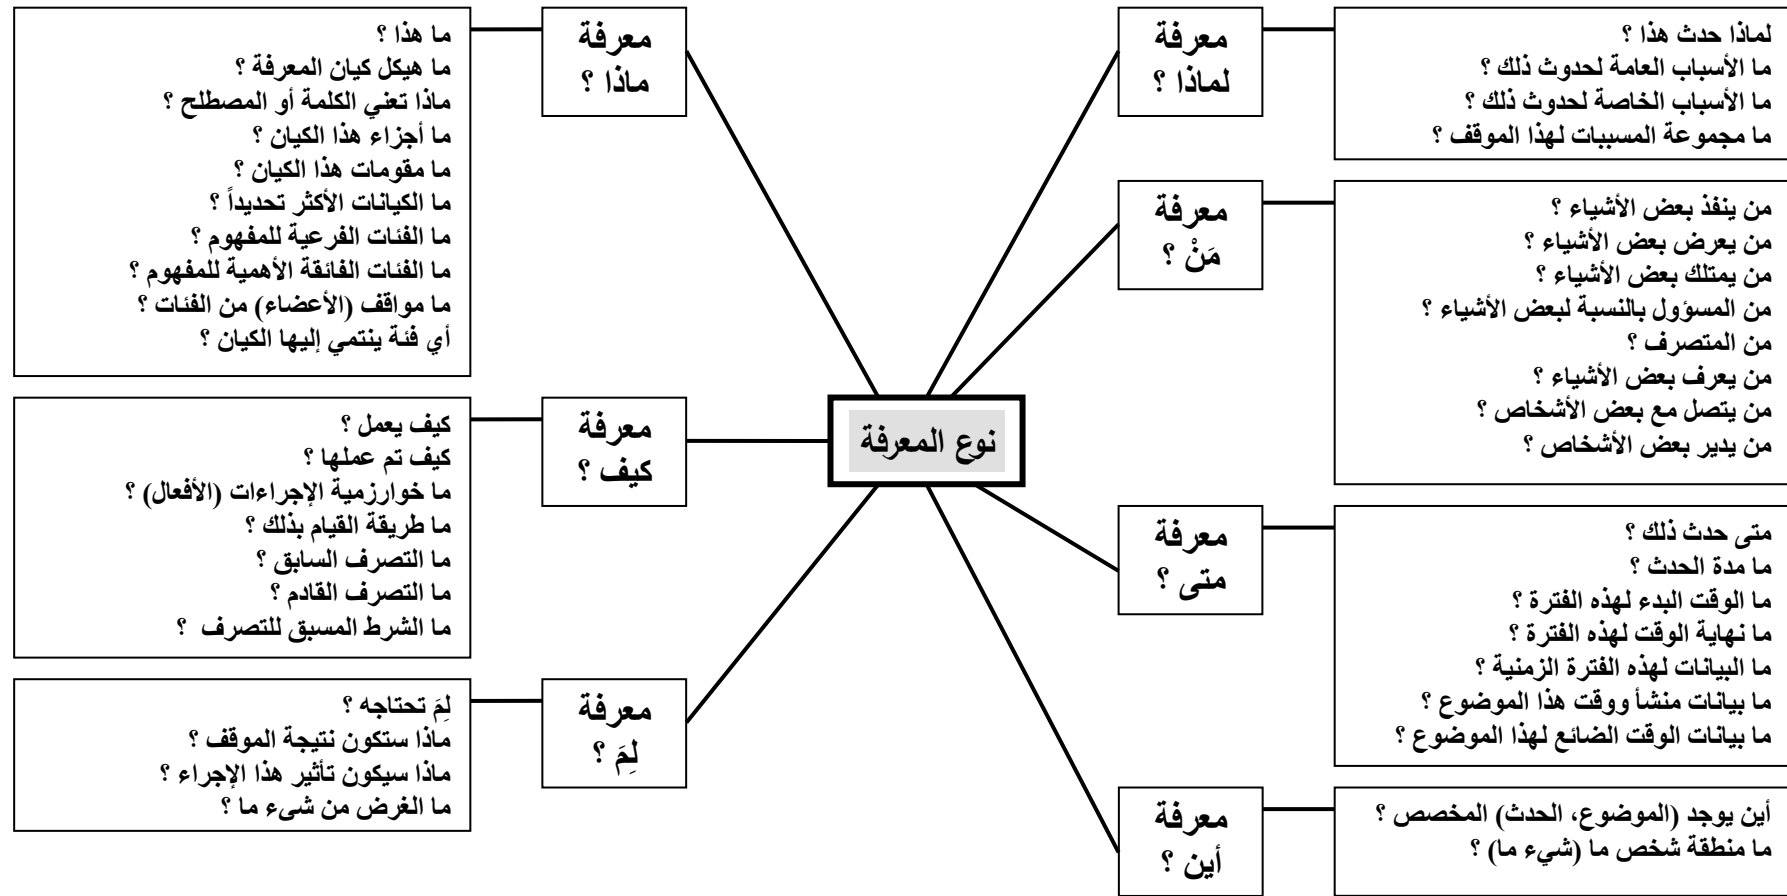 معرفة
لماذا ؟
لماذا حدث هذا ؟
ما الأسباب العامة لحدوث ذلك ؟
ما الأسباب الخاصة لحدوث ذلك ؟
ما مجموعة المسببات لهذا الموقف ؟
معرفة
مَنْ ؟
من ينفذ بعض الأشياء ؟
من يعرض بعض الأشياء ؟
من يمتلك بعض الأشياء ؟
من المسؤول بالنسبة لبعض الأشياء ؟
من المتصرف ؟
من يعرف بعض الأشياء ؟
من يتصل مع بعض الأشخاص ؟
من يدير بعض الأشخاص ؟
معرفة
متى ؟
متى حدث ذلك ؟
ما مدة الحدث ؟
ما الوقت البدء لهذه الفترة ؟
ما نهاية الوقت لهذه الفترة ؟
ما البيانات لهذه الفترة الزمنية ؟
ما بيانات منشأ ووقت هذا الموضوع ؟
ما بيانات الوقت الضائع لهذا الموضوع ؟
معرفة
أين ؟
أين يوجد (الموضوع، الحدث) المخصص ؟
ما منطقة شخص ما (شيء ما) ؟
نوع المعرفة
معرفة
ماذا ؟
ما هذا ؟
ما هيكل كيان المعرفة ؟
ماذا تعني الكلمة أو المصطلح ؟
ما أجزاء هذا الكيان ؟
ما مقومات هذا الكيان ؟
ما الكيانات الأكثر تحديداً ؟
ما الفئات الفرعية للمفهوم ؟
ما الفئات الفائقة الأهمية للمفهوم ؟
ما مواقف (الأعضاء) من الفئات ؟
أي فئة ينتمي إليها الكيان ؟
معرفة
كيف ؟
كيف يعمل ؟
كيف تم عملها ؟
ما خوارزمية الإجراءات (الأفعال) ؟
ما طريقة القيام بذلك ؟
ما التصرف السابق ؟
ما التصرف القادم ؟
ما الشرط المسبق للتصرف ؟
معرفة
لِمَ ؟
لِمَ تحتاجه ؟
ماذا ستكون نتيجة الموقف ؟
ماذا سيكون تأثير هذا الإجراء ؟
ما الغرض من شيء ما ؟